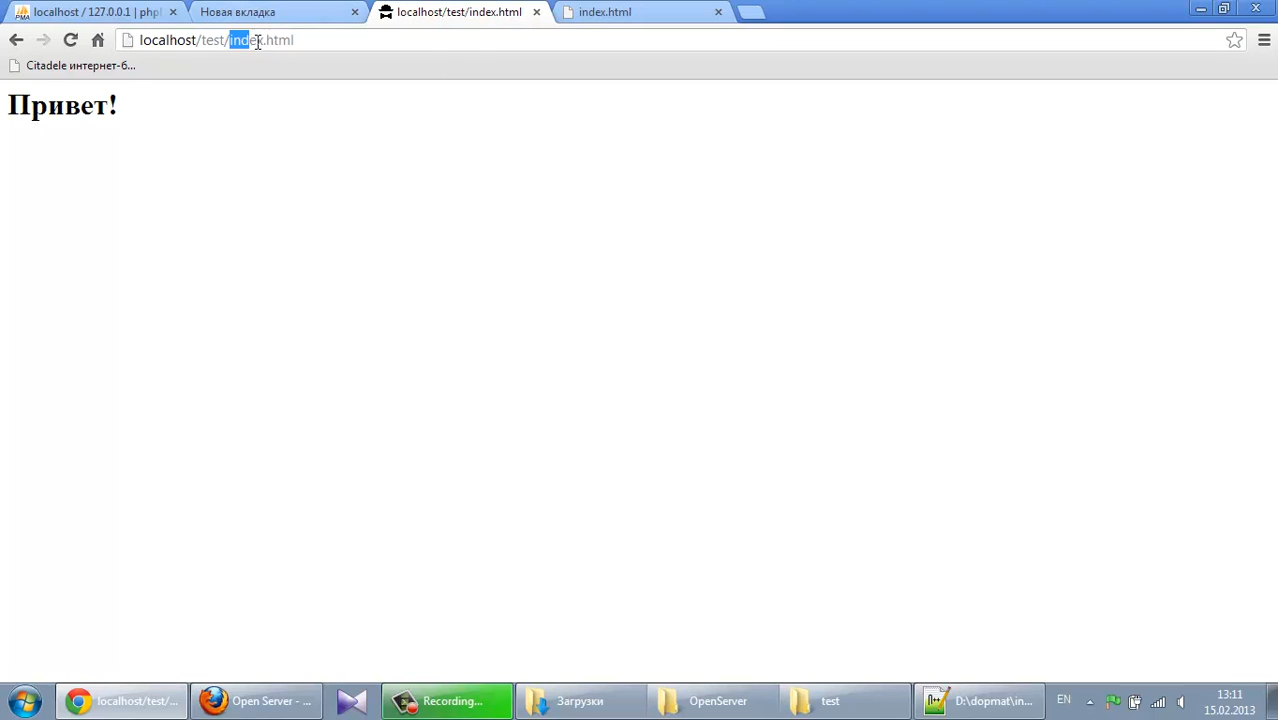 localhost / 127.0.0.1 | phpl
Новая вкладка
localhost/test/index.html
index.html
localhost/test/index.html
Citadele интернет-б...
Привет!
localhost/test/...
Open Server - ...
Recording...
Загрузки
OpenServer
test
D:\dopmat\in...
EN
13:11
15.02.2013